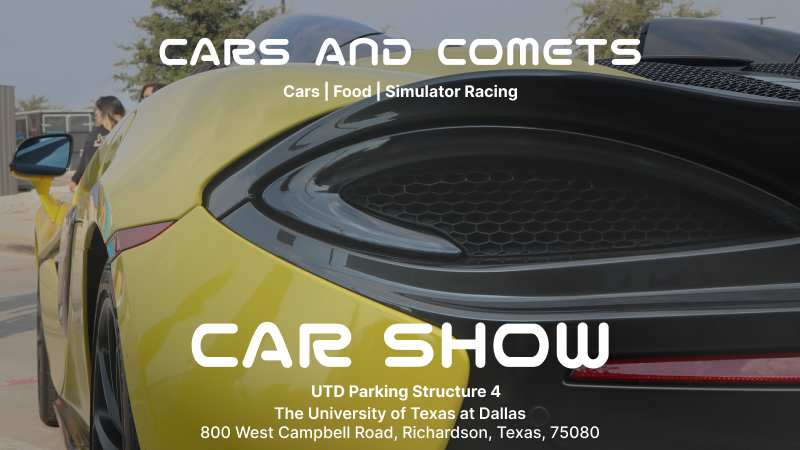 CARS AND COMETS
Cars | Food | Simulator Racing
CAR SHOW
UTD Parking Structure 4
The University of Texas at Dallas
800 West Campbell Road, Richardson, Texas, 75080